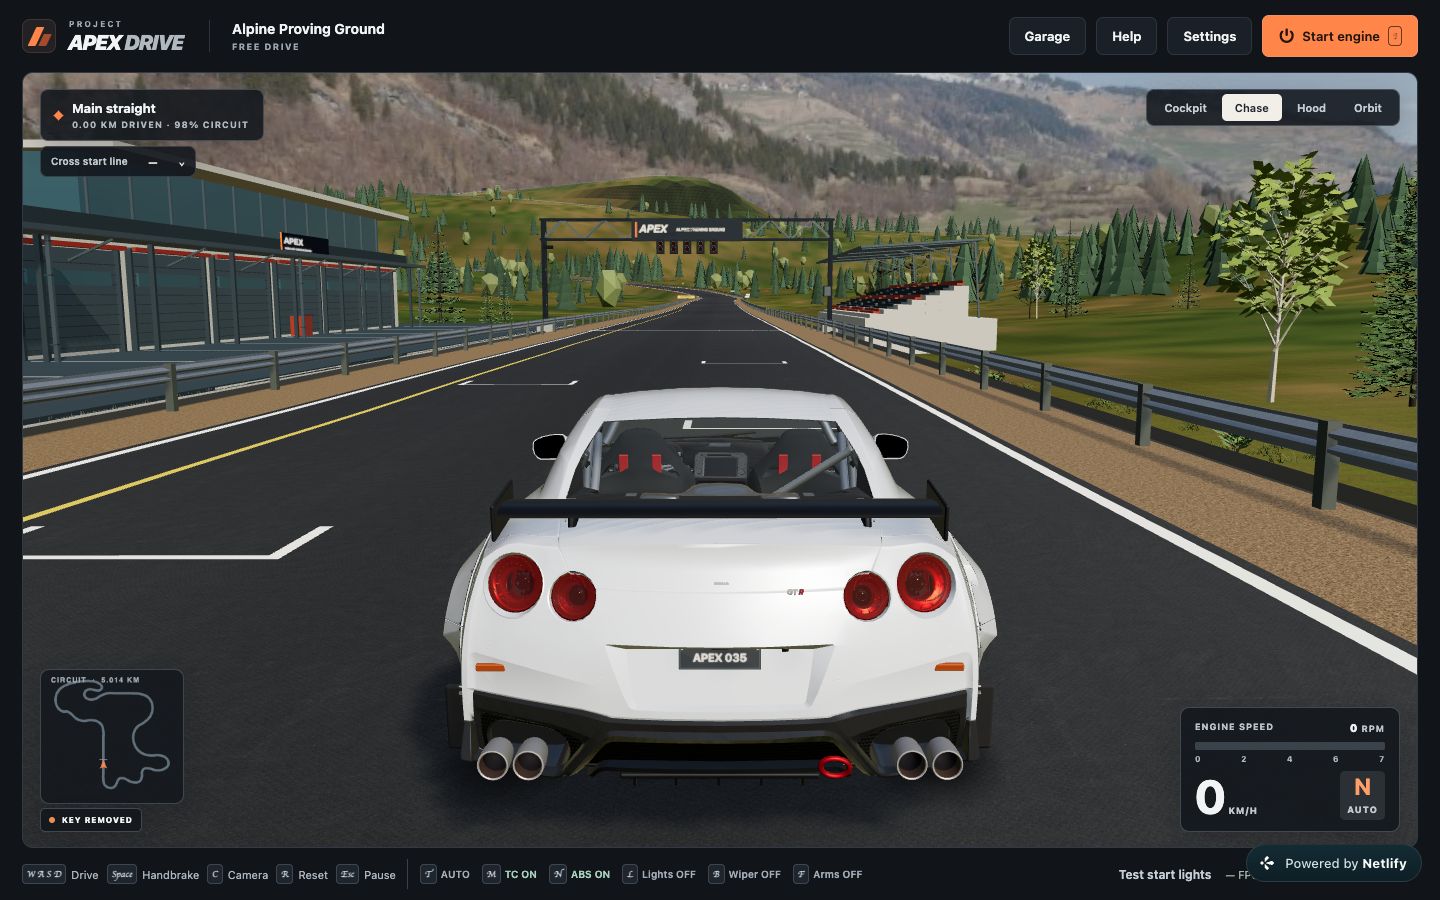 PROJECT
APEX DRIVE
Alpine Proving Ground
FREE DRIVE
Garage
Help
Settings
Start engine
Main straight
0.00 KM DRIVEN · 98% CIRCUIT
Cross start line —
Cockpit
Chase
Hood
Orbit
APEX
APEX
GTR
APEX 035
CIRCUIT · 5.014 KM
KEY REMOVED
ENGINE SPEED 0 RPM
0 2 4 6 7
0 KM/H
N
AUTO
W A S D Drive
Space Handbrake
C Camera
R Reset
Esc Pause
T AUTO
M TC ON
N ABS ON
L Lights OFF
B Wiper OFF
F Arms OFF
Test start lights
— FP
Powered by Netlify